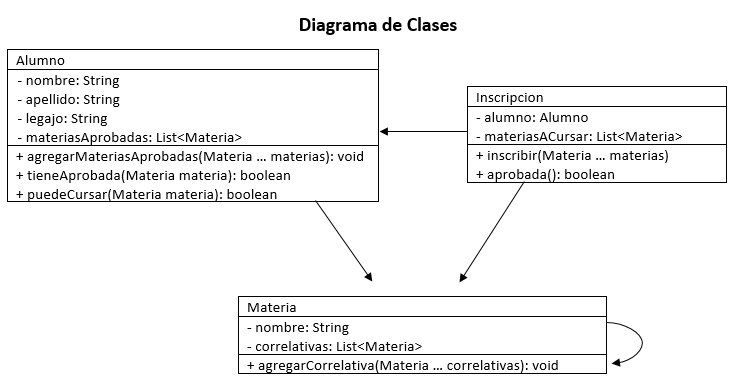 Diagrama de Clases
Alumno
- nombre: String
- apellido: String
- legajo: String
- materiasAprobadas: List<Materia>
+ agregarMateriasAprobadas(Materia … materias): void
+ tieneAprobada(Materia materia): boolean
+ puedeCursar(Materia materia): boolean
Inscripcion
- alumno: Alumno
- materiasACursar: List<Materia>
+ inscribir(Materia … materias)
+ aprobada(): boolean
Materia
- nombre: String
- correlativas: List<Materia>
+ agregarCorrelativa(Materia … correlativas): void